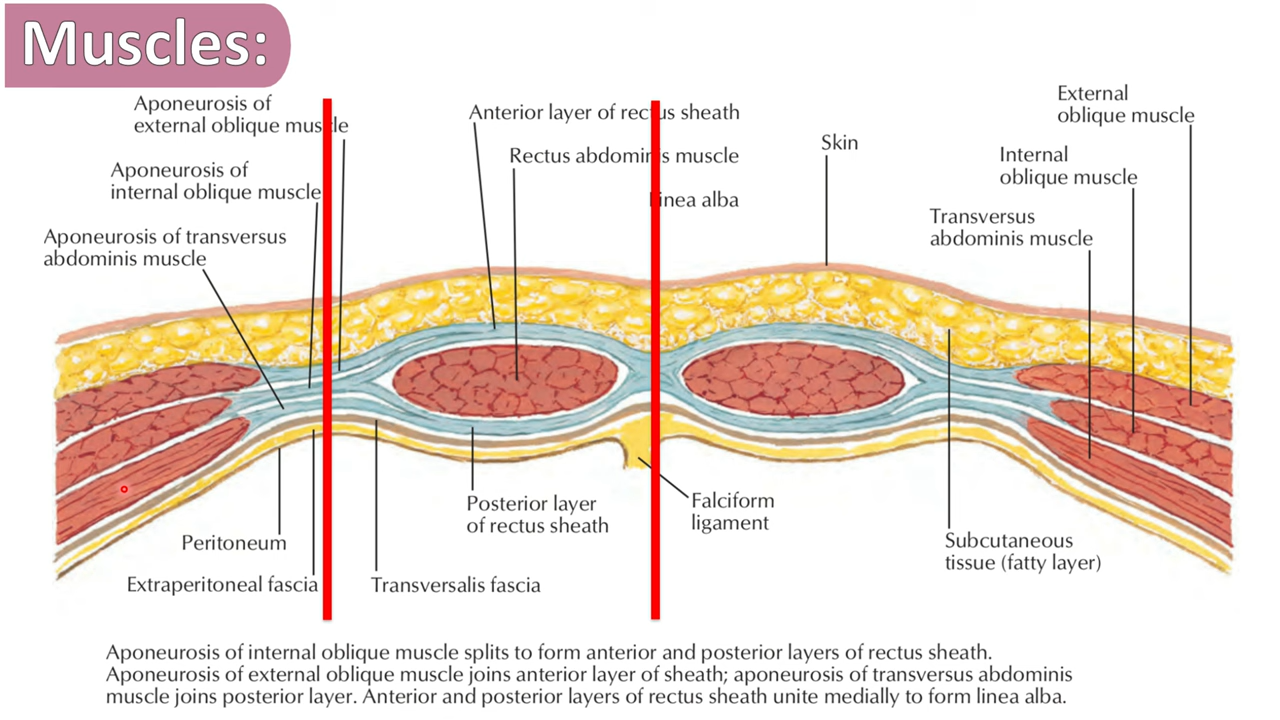 Muscles:
Aponeurosis of
external oblique muscle
Aponeurosis of
internal oblique muscle
Aponeurosis of transversus
abdominis muscle
Anterior layer of rectus sheath
Rectus abdominis muscle
Linea alba
Skin
External
oblique muscle
Internal
oblique muscle
Transversus
abdominis muscle
Peritoneum
Extraperitoneal fascia
Transversalis fascia
Posterior layer
of rectus sheath
Falciform
ligament
Subcutaneous
tissue (fatty layer)
Aponeurosis of internal oblique muscle splits to form anterior and posterior layers of rectus sheath.
Aponeurosis of external oblique muscle joins anterior layer of sheath; aponeurosis of transversus abdominis
muscle joins posterior layer. Anterior and posterior layers of rectus sheath unite medially to form linea alba.